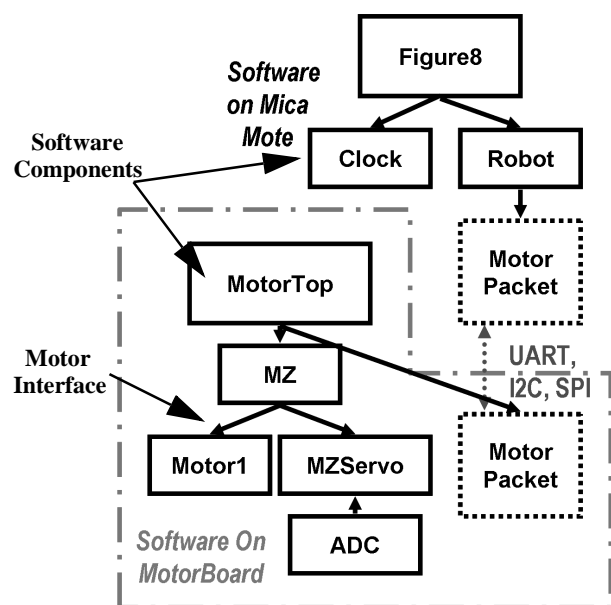 Figure8
Software
on Mica
Mote
Software
Components
Clock
Robot
Motor
Packet
MotorTop
Motor
Interface
MZ
UART,
I2C, SPI
Motor1
MZServo
Motor
Packet
ADC
Software On
MotorBoard